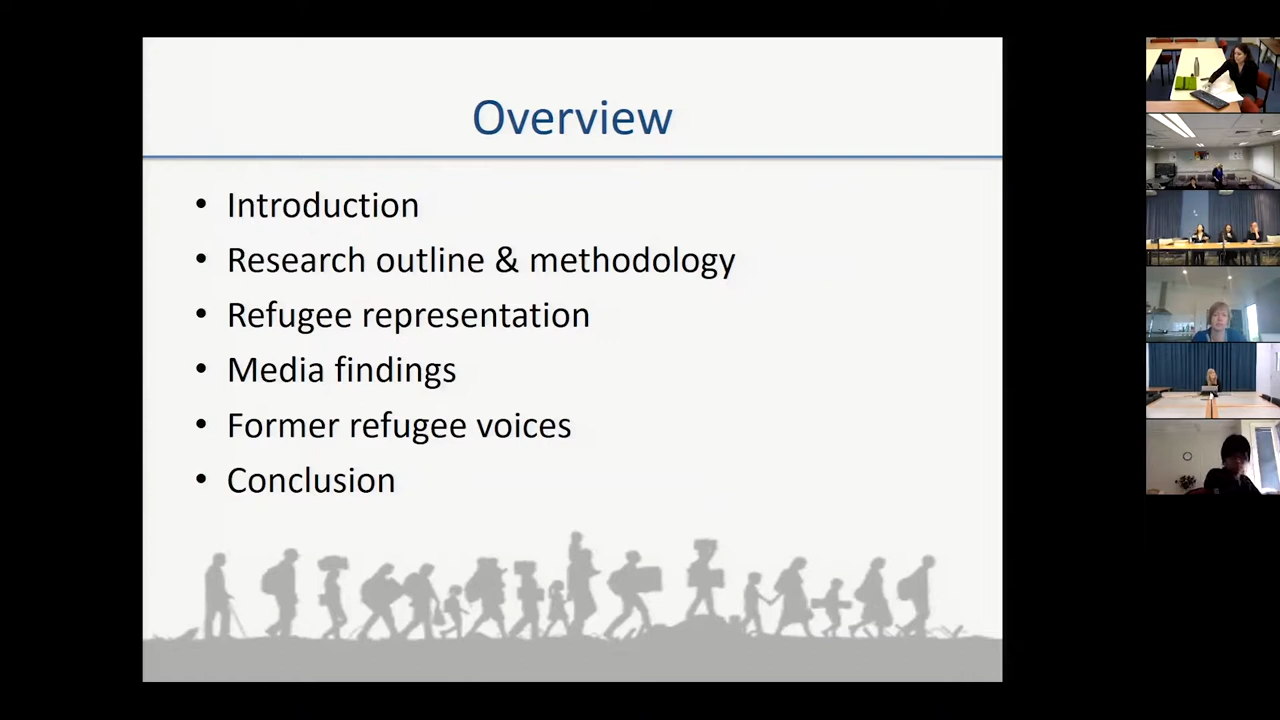 Overview
• Introduction
• Research outline & methodology
• Refugee representation
• Media findings
• Former refugee voices
• Conclusion